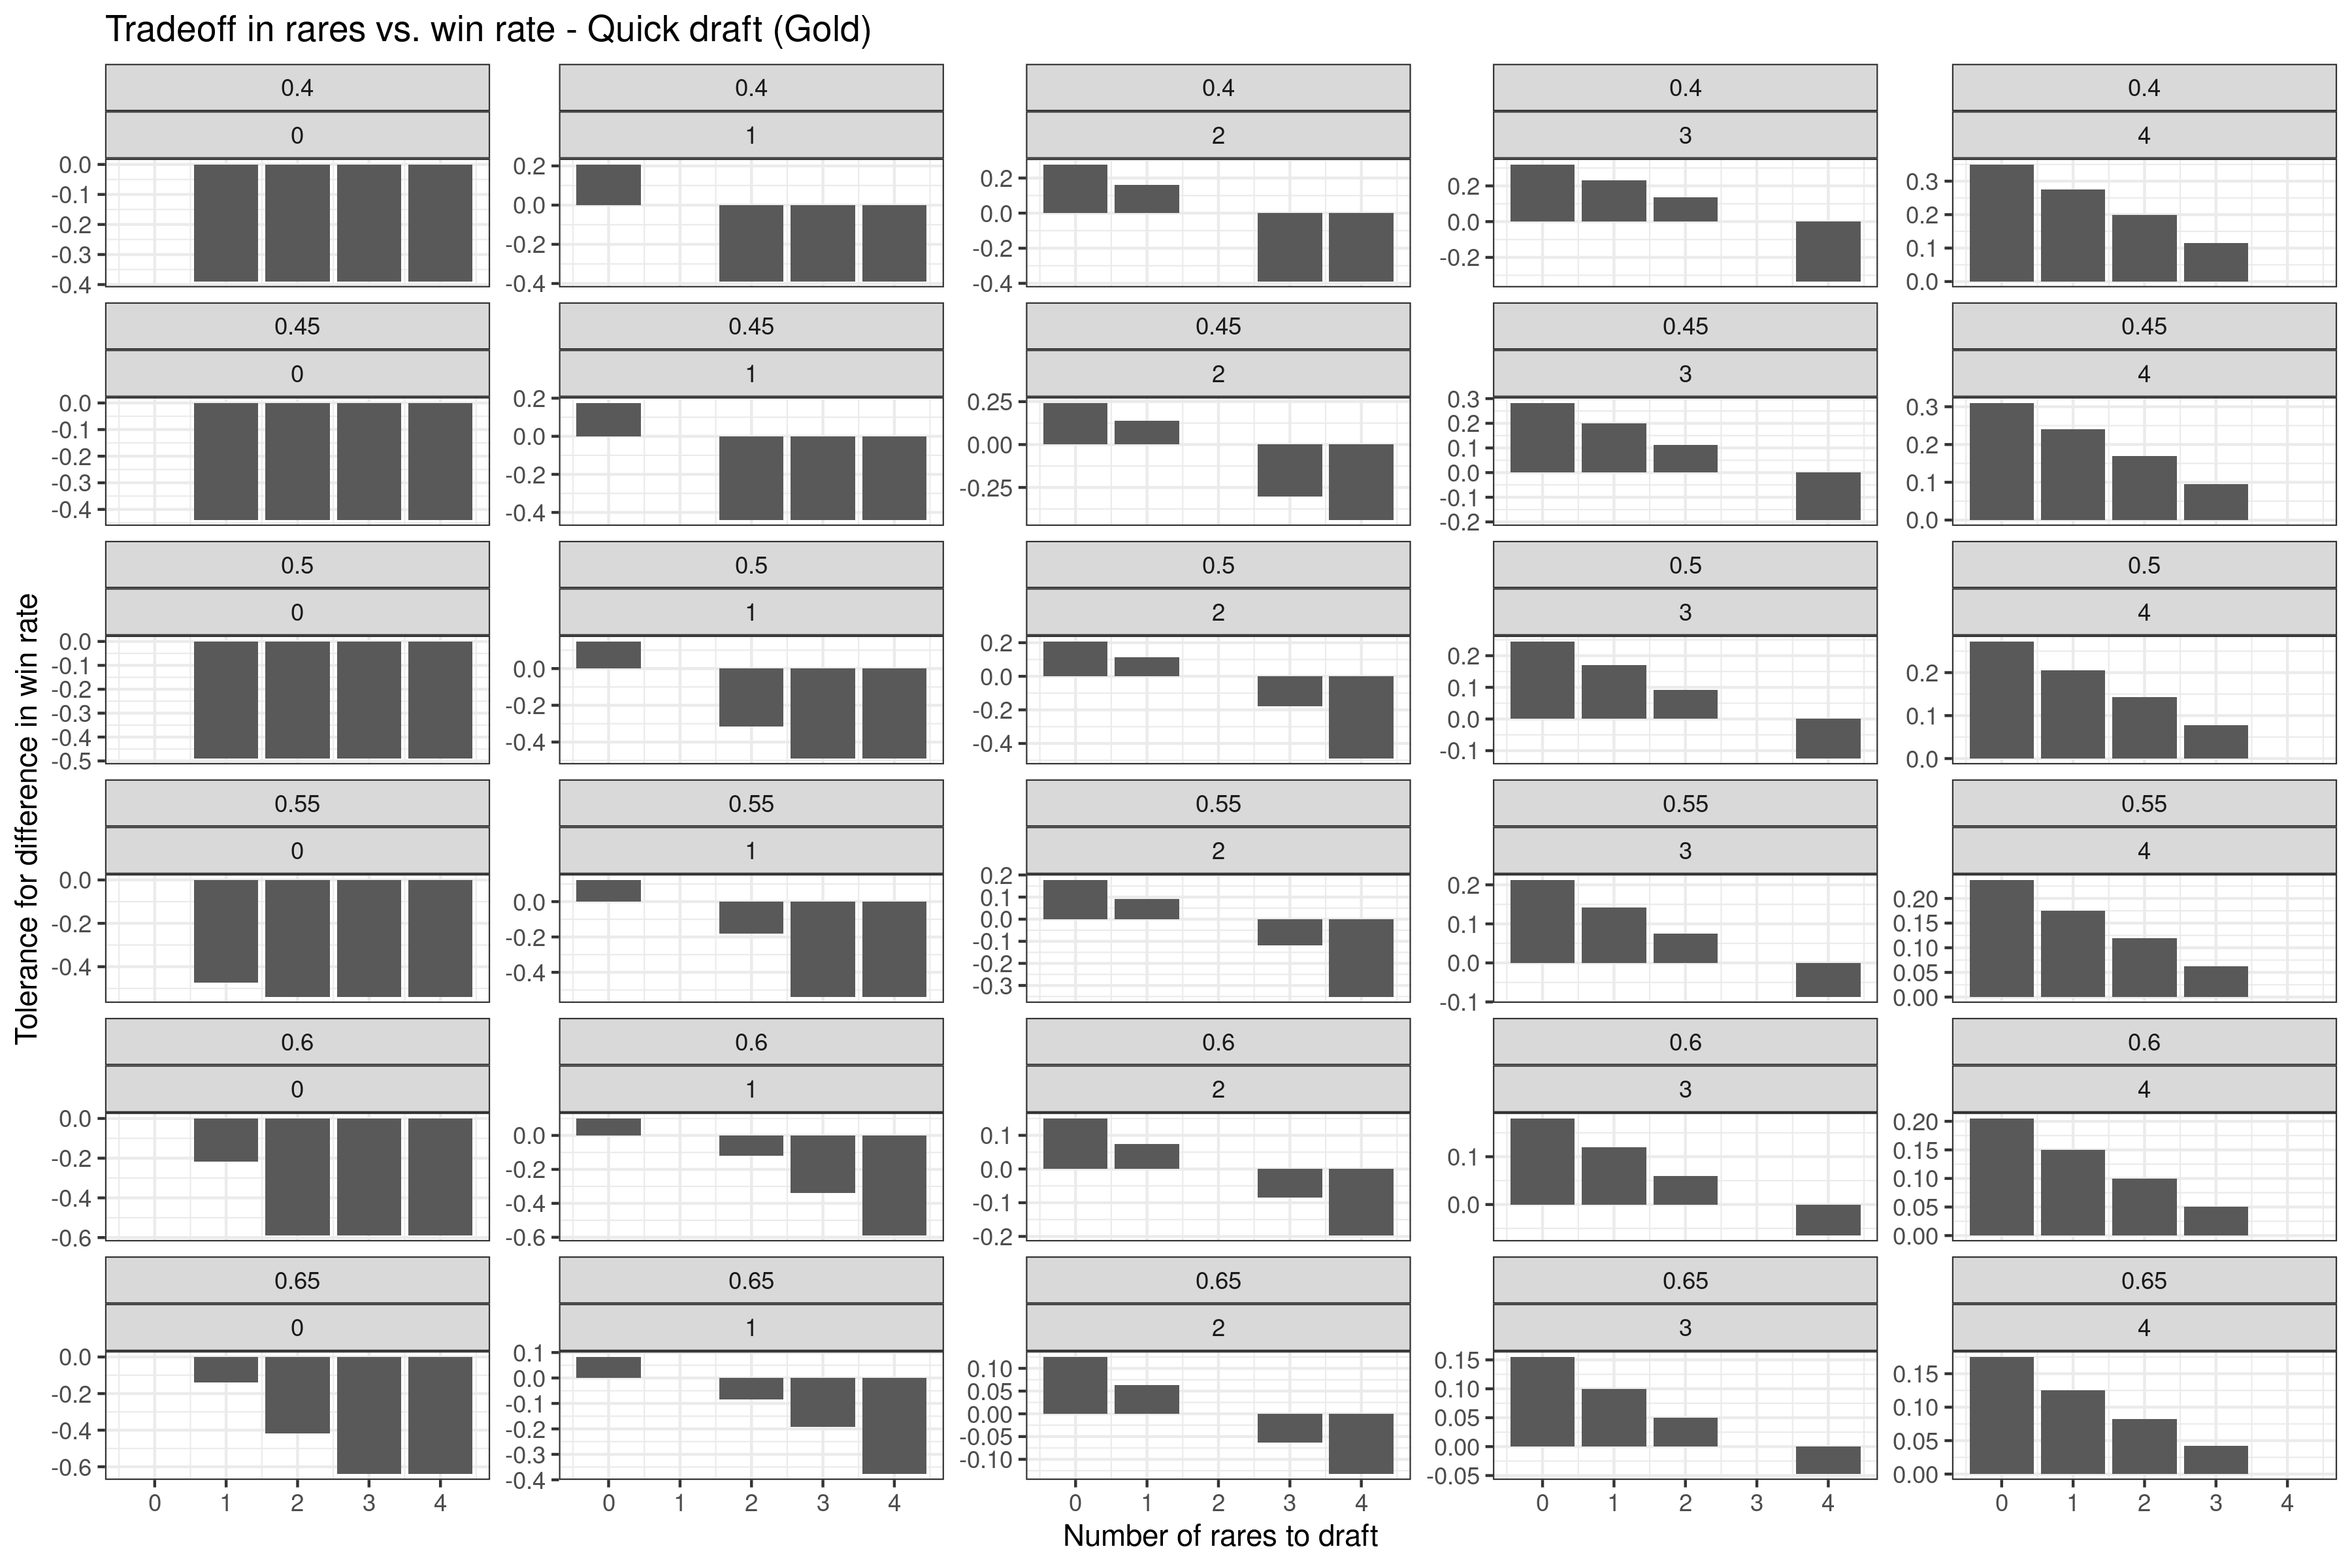 Tradeoff in rares vs. win rate - Quick draft (Gold)
0.4 0.4 0.4 0.4 0.4
0 1 2 3 4
0.0 -0.1 -0.2 -0.3 -0.4
0.2 0.0 -0.2 -0.4
0.2 0.0 -0.2 -0.4
0.2 0.0 -0.2
0.3 0.2 0.1 0.0
0.45 0.45 0.45 0.45 0.45
0 1 2 3 4
0.0 -0.1 -0.2 -0.3 -0.4
0.2 0.0 -0.2 -0.4
0.25 0.00 -0.25
0.3 0.2 0.1 0.0 -0.1 -0.2
0.3 0.2 0.1 0.0
0.5 0.5 0.5 0.5 0.5
0 1 2 3 4
0.0 -0.1 -0.2 -0.3 -0.4 -0.5
0.0 -0.2 -0.4
0.2 0.0 -0.2 -0.4
0.2 0.1 0.0 -0.1
0.2 0.1 0.0
0.55 0.55 0.55 0.55 0.55
0 1 2 3 4
0.0 -0.2 -0.4
0.0 -0.2 -0.4
0.2 0.1 0.0 -0.1 -0.2 -0.3
0.2 0.1 0.0 -0.1
0.20 0.15 0.10 0.05 0.00
0.6 0.6 0.6 0.6 0.6
0 1 2 3 4
0.0 -0.2 -0.4 -0.6
0.0 -0.2 -0.4 -0.6
0.1 0.0 -0.1 -0.2
0.1 0.0
0.20 0.15 0.10 0.05 0.00
0.65 0.65 0.65 0.65 0.65
0 1 2 3 4
0.0 -0.2 -0.4 -0.6
0.1 0.0 -0.1 -0.2 -0.3 -0.4
0.10 0.05 0.00 -0.05 -0.10
0.15 0.10 0.05 0.00 -0.05
0.15 0.10 0.05 0.00
0 1 2 3 4 0 1 2 3 4 0 1 2 3 4 0 1 2 3 4 0 1 2 3 4
Number of rares to draft
Tolerance for difference in win rate